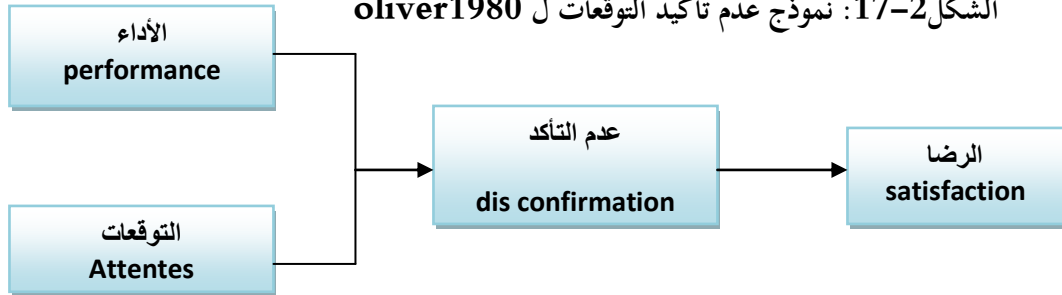 الشكل2–17: نموذج عدم تأكيد التوقعات ل oliver1980
الأداء
performance
عدم التأكد
dis confirmation
الرضا
satisfaction
التوقعات
Attentes